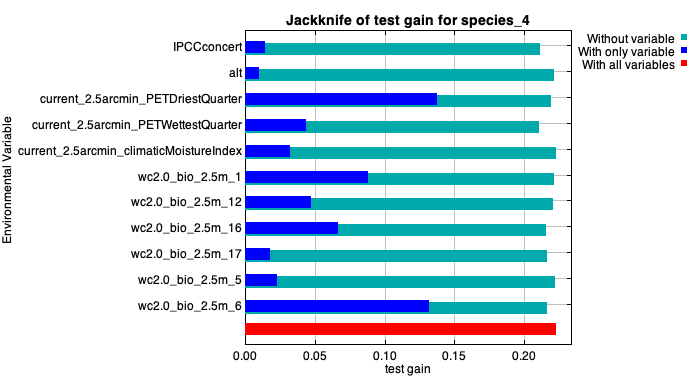 Jackknife of test gain for species_4
Without variable
With only variable
With all variables
Environmental Variable
IPCCconcert
alt
current_2.5arcmin_PETDriestQuarter
current_2.5arcmin_PETWettestQuarter
current_2.5arcmin_climaticMoistureIndex
wc2.0_bio_2.5m_1
wc2.0_bio_2.5m_12
wc2.0_bio_2.5m_16
wc2.0_bio_2.5m_17
wc2.0_bio_2.5m_5
wc2.0_bio_2.5m_6
0.00 0.05 0.10 0.15 0.20
test gain